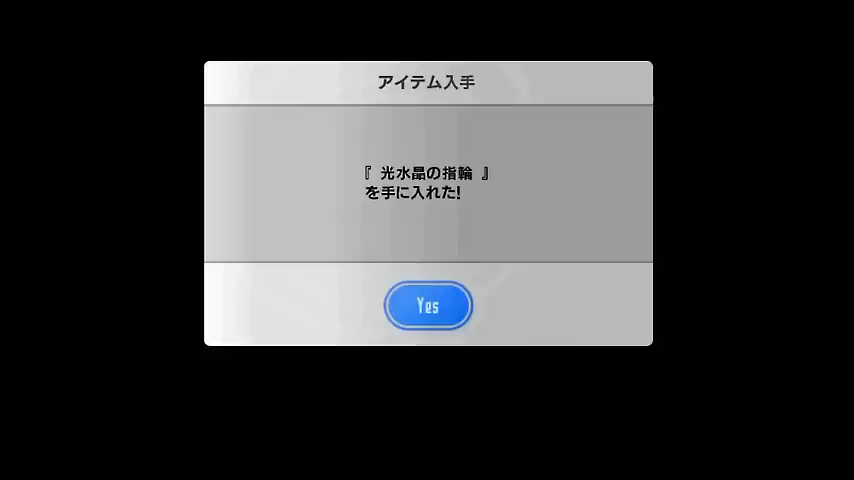 アイテム入手
『 光水晶の指輪 』
を手に入れた!
Yes